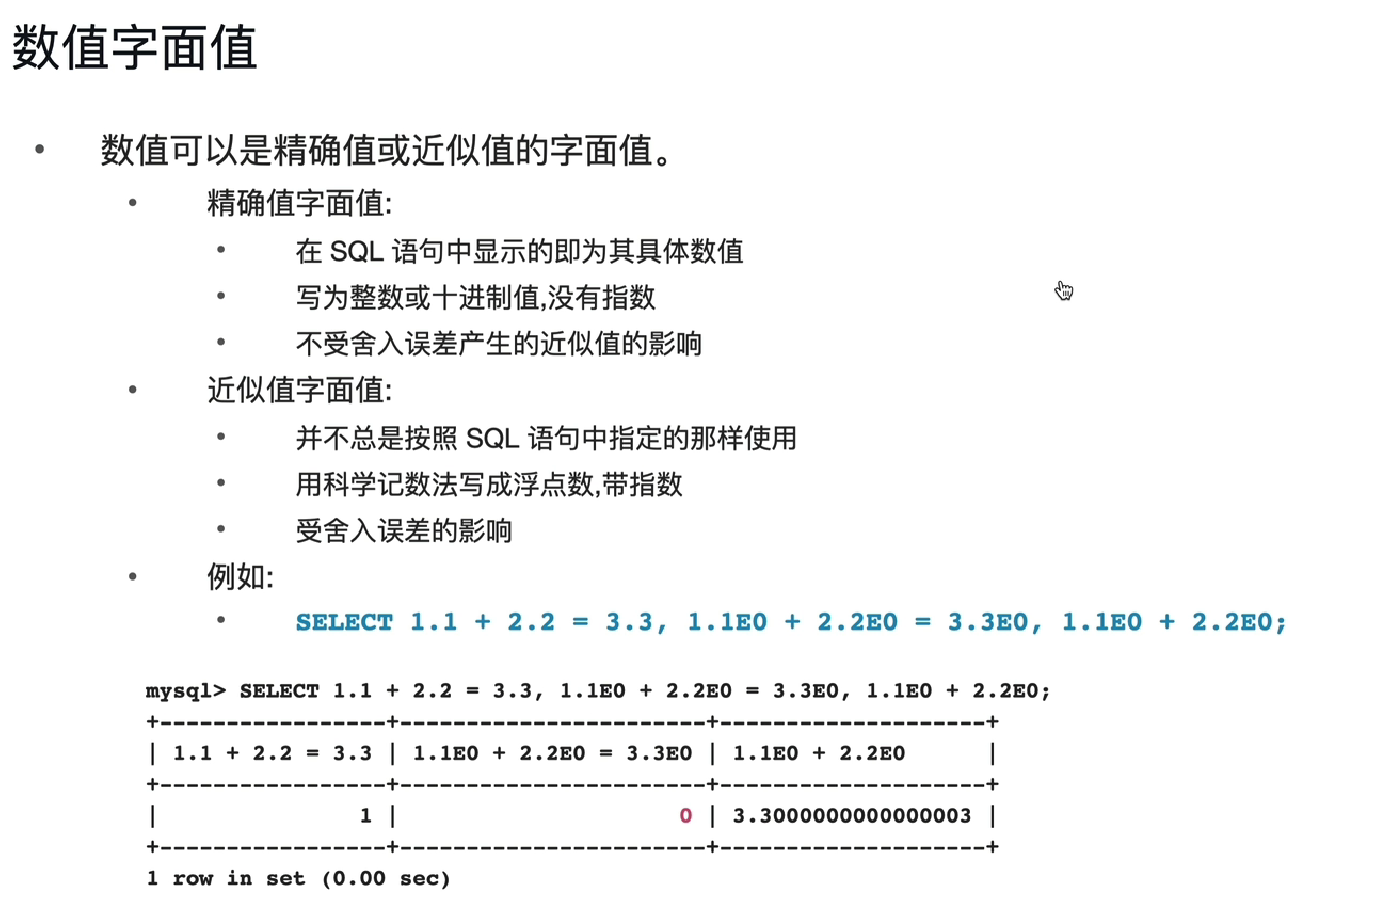 数值字面值
• 数值可以是精确值或近似值的字面值。
• 精确值字面值:
• 在 SQL 语句中显示的即为其具体数值
• 写为整数或十进制值,没有指数
• 不受舍入误差产生的近似值的影响
• 近似值字面值:
• 并不总是按照 SQL 语句中指定的那样使用
• 用科学记数法写成浮点数,带指数
• 受舍入误差的影响
• 例如:
• SELECT 1.1 + 2.2 = 3.3, 1.1E0 + 2.2E0 = 3.3E0, 1.1E0 + 2.2E0;
mysql> SELECT 1.1 + 2.2 = 3.3, 1.1E0 + 2.2E0 = 3.3E0, 1.1E0 + 2.2E0;
+-----------------+-----------------------+--------------------+
| 1.1 + 2.2 = 3.3 | 1.1E0 + 2.2E0 = 3.3E0 | 1.1E0 + 2.2E0      |
+-----------------+-----------------------+--------------------+
|               1 |                     0 | 3.3000000000000003 |
+-----------------+-----------------------+--------------------+
1 row in set (0.00 sec)